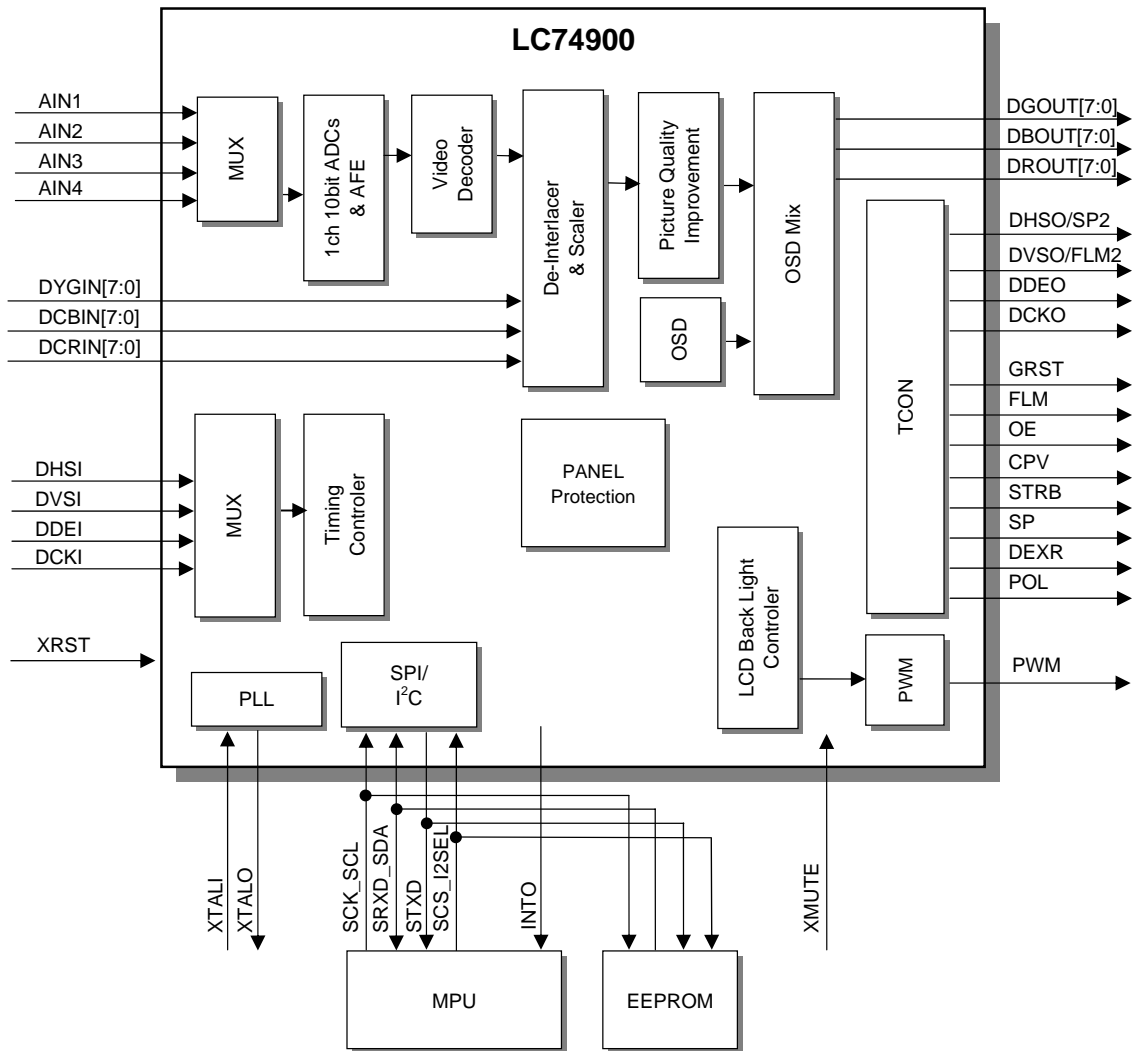 LC74900
AIN1
AIN2
AIN3
AIN4
MUX
1ch 10bit ADCs
& AFE
Video
Decoder
De-Interlacer
& Scaler
Picture Quality
Improvement
OSD
OSD Mix
DGOUT[7:0]
DBOUT[7:0]
DROUT[7:0]
DYGIN[7:0]
DCBIN[7:0]
DCRIN[7:0]
TCON
DHSO/SP2
DVSO/FLM2
DDEO
DCKO
GRST
FLM
OE
CPV
STRB
SP
DEXR
POL
DHSI
DVSI
DDEI
DCKI
MUX
Timing
Controler
PANEL
Protection
XRST
PLL
SPI/
I2C
LCD Back Light
Controler
PWM
PWM
XTALI
XTALO
SCK_SCL
SRXD_SDA
STXD
SCS_I2SEL
INTO
XMUTE
MPU
EEPROM